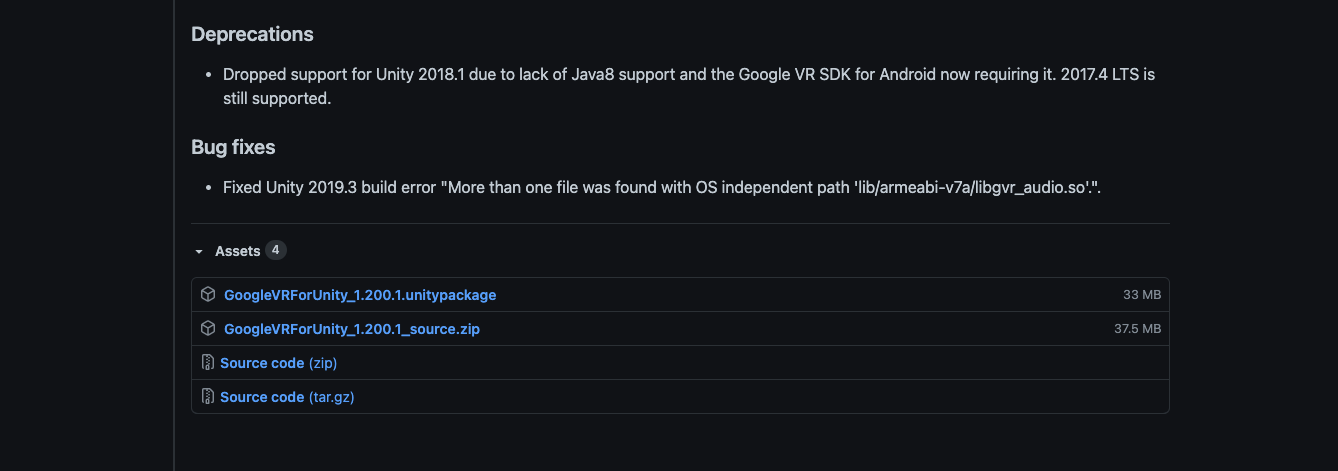 Deprecations
• Dropped support for Unity 2018.1 due to lack of Java8 support and the Google VR SDK for Android now requiring it. 2017.4 LTS is
still supported.
Bug fixes
• Fixed Unity 2019.3 build error "More than one file was found with OS independent path 'lib/armeabi-v7a/libgvr_audio.so'.".
Assets 4
GoogleVRForUnity_1.200.1.unitypackage 33 MB
GoogleVRForUnity_1.200.1_source.zip 37.5 MB
Source code (zip)
Source code (tar.gz)